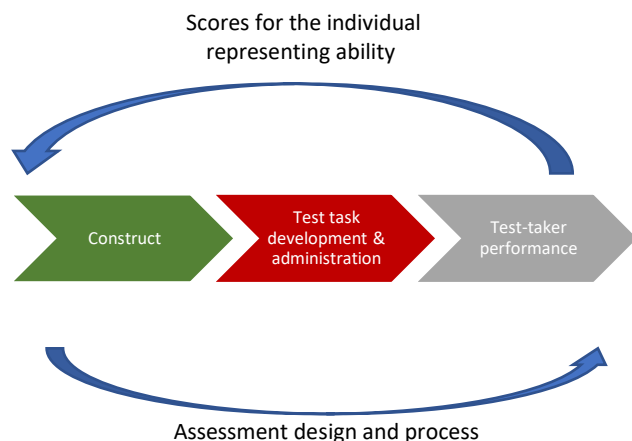 Scores for the individual
representing ability
Construct
Test task
development &
administration
Test-taker
performance
Assessment design and process